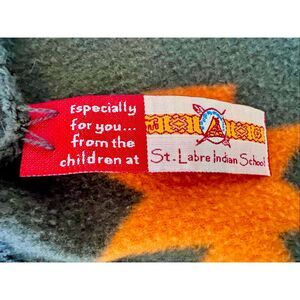 Especially
for you...
from the
children at
St. Labre Indian School